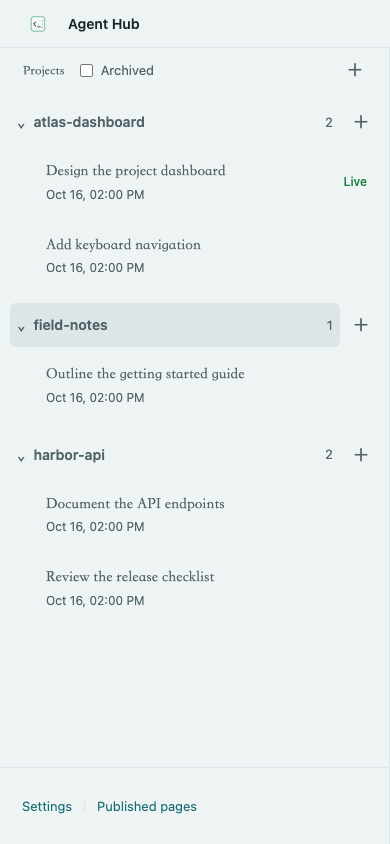 Agent Hub
Projects Archived
atlas-dashboard 2
Design the project dashboard
Live
Oct 16, 02:00 PM
Add keyboard navigation
Oct 16, 02:00 PM
field-notes 1
Outline the getting started guide
Oct 16, 02:00 PM
harbor-api 2
Document the API endpoints
Oct 16, 02:00 PM
Review the release checklist
Oct 16, 02:00 PM
Settings Published pages